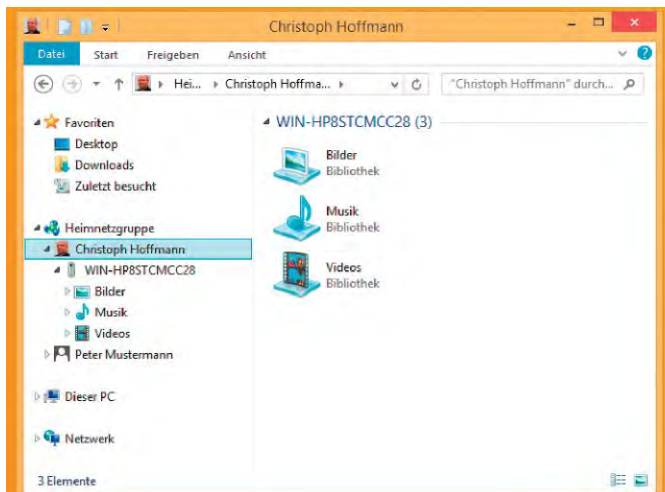 Christoph Hoffmann
Datei Start Freigeben Ansicht
Hei... Christoph Hoffma... "Christoph Hoffmann" durch...
Favoriten
Desktop
Downloads
Zuletzt besucht
Heimnetzgruppe
Christoph Hoffmann
WIN-HP8STCMCC28
Bilder
Musik
Videos
Peter Mustermann
Dieser PC
Netzwerk
WIN-HP8STCMCC28 (3)
Bilder
Bibliothek
Musik
Bibliothek
Videos
Bibliothek
3 Elemente